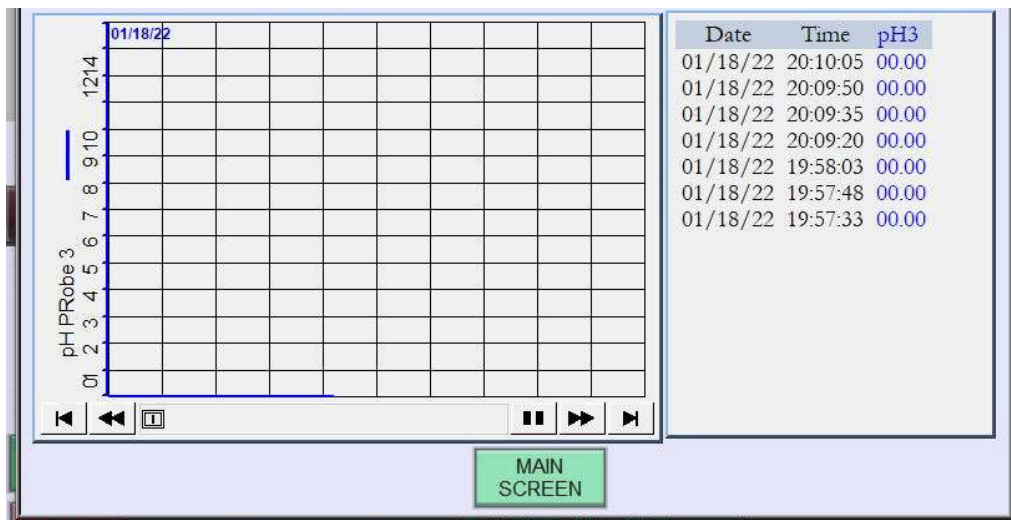 01/18/22
pH PRobe 3
01 2 3 4 5 6 7 8 9 10 1214
Date Time pH3
01/18/22 20:10:05 00.00
01/18/22 20:09:50 00.00
01/18/22 20:09:35 00.00
01/18/22 20:09:20 00.00
01/18/22 19:58:03 00.00
01/18/22 19:57:48 00.00
01/18/22 19:57:33 00.00
MAIN
SCREEN